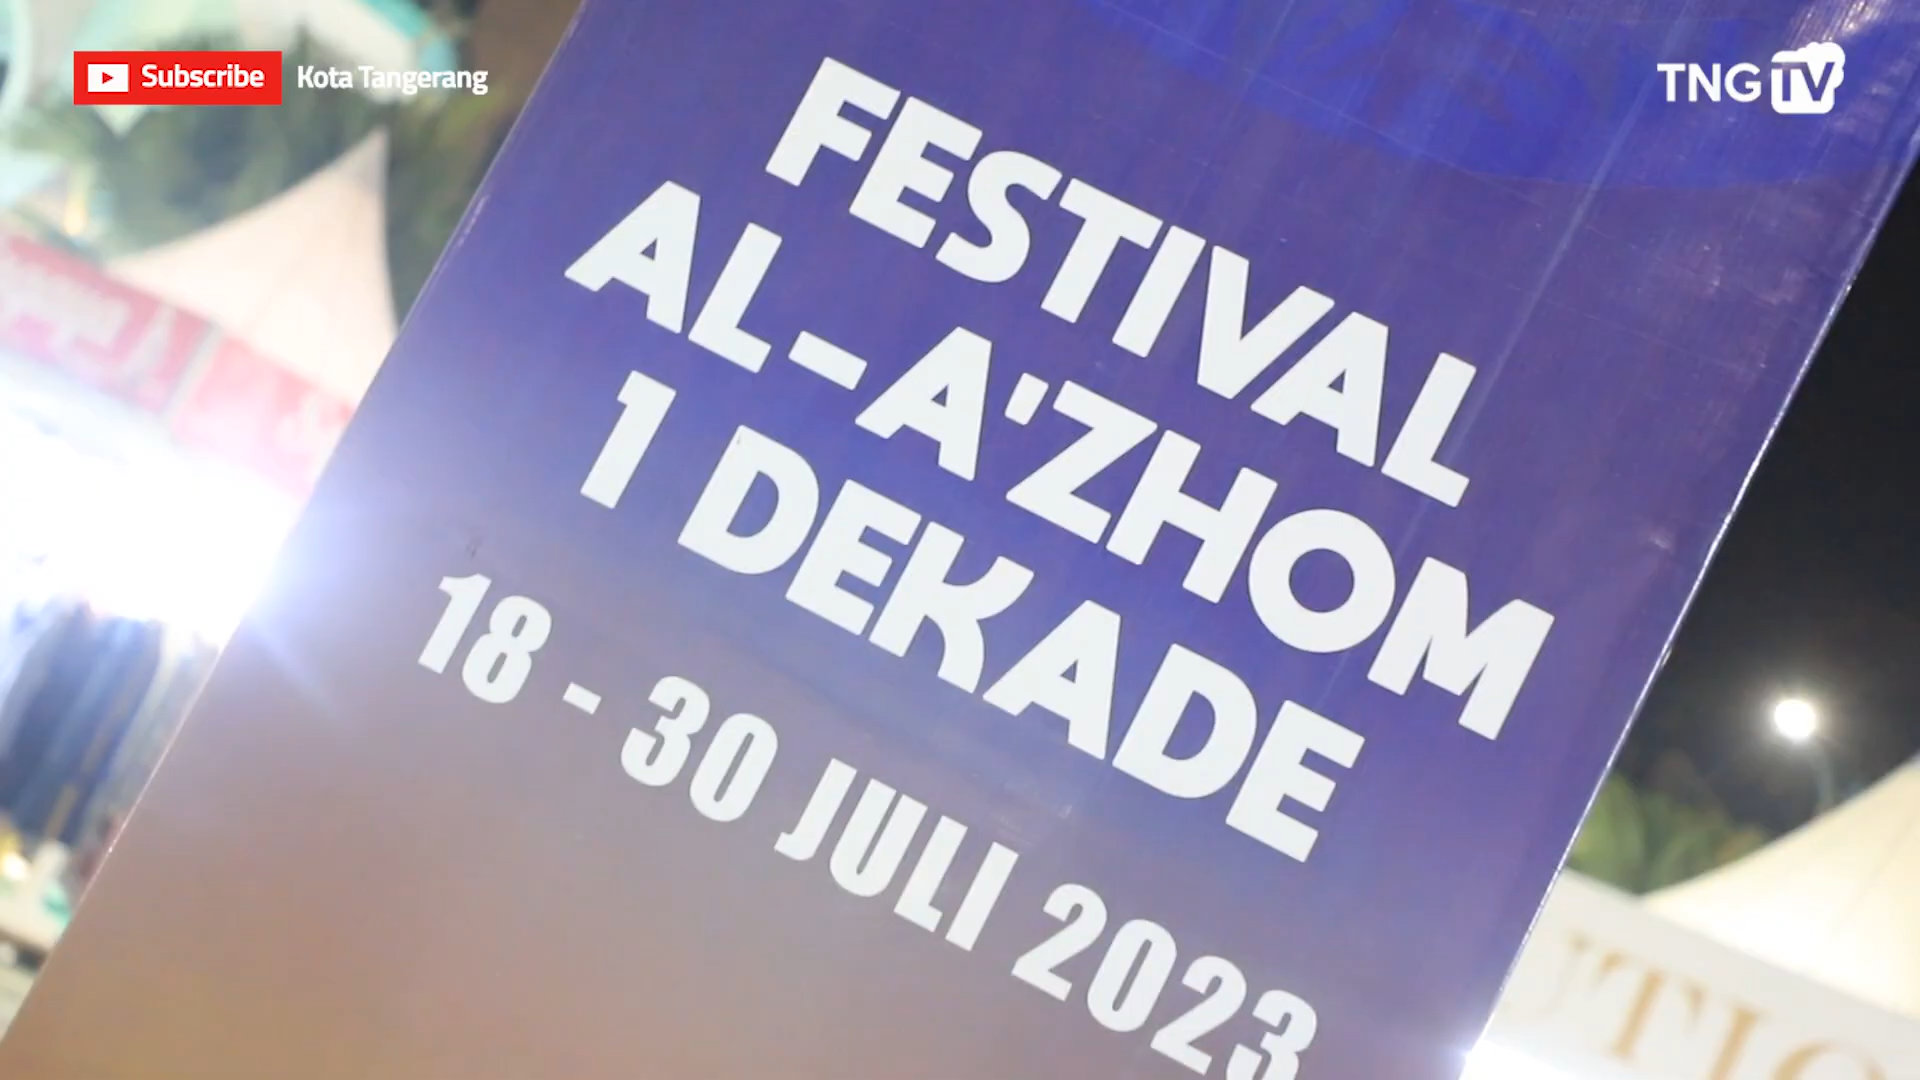 Subscribe Kota Tangerang
TNG TV
FESTIVAL
AL-A'ZHOM
1 DEKADE
18 - 30 JULI 2023